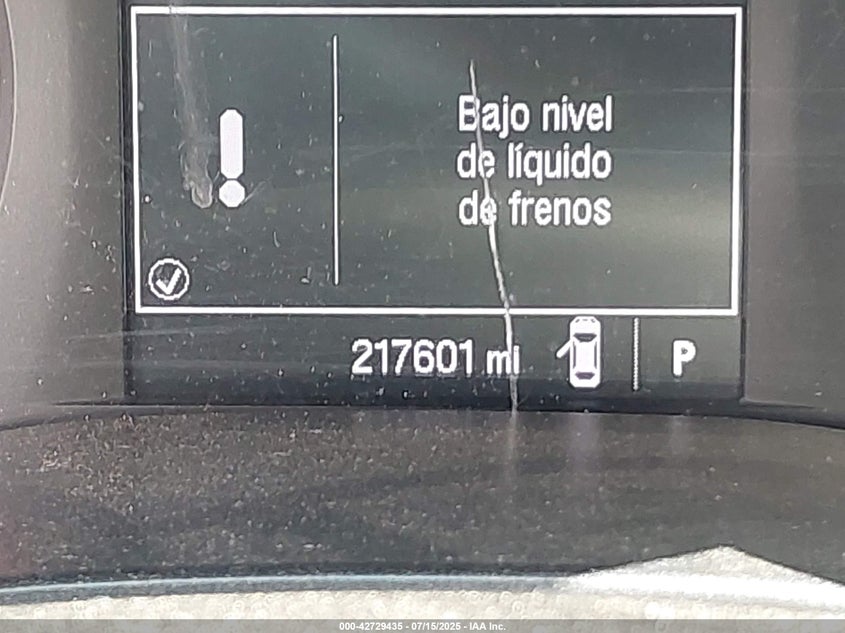 Bajo nivel
de líquido
de frenos
217601 mi
P
000-42729435 - 07/15/2025 - IAA Inc.